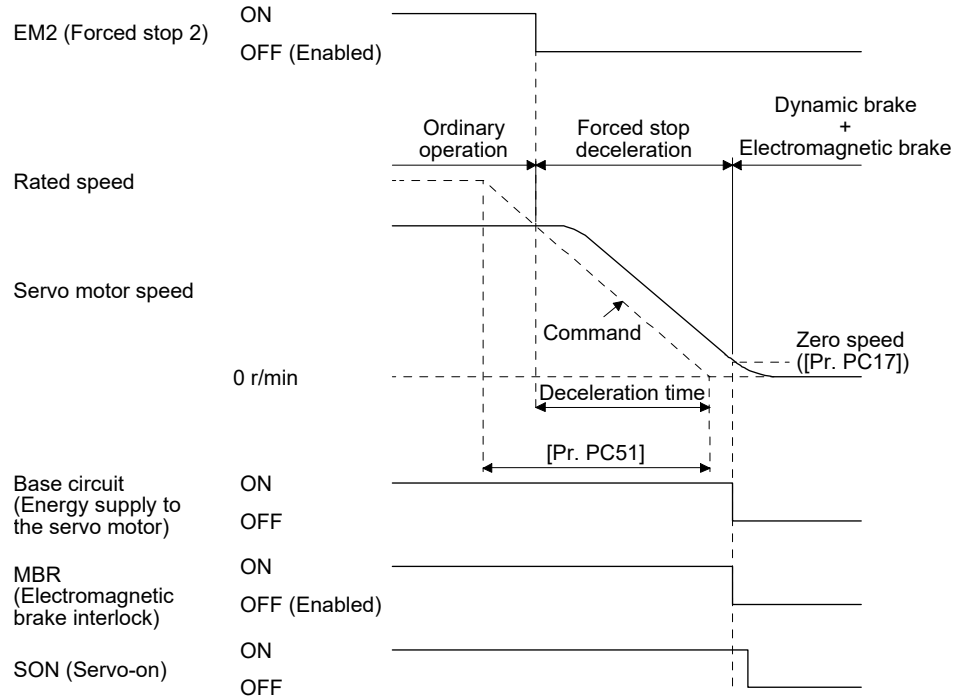 EM2 (Forced stop 2)
ON
OFF (Enabled)
Ordinary
operation
Forced stop
deceleration
Dynamic brake
+
Electromagnetic brake
Rated speed
Servo motor speed
Command
Zero speed
([Pr. PC17])
0 r/min
Deceleration time
[Pr. PC51]
Base circuit
(Energy supply to
the servo motor)
ON
OFF
MBR
(Electromagnetic
brake interlock)
ON
OFF (Enabled)
SON (Servo-on)
ON
OFF